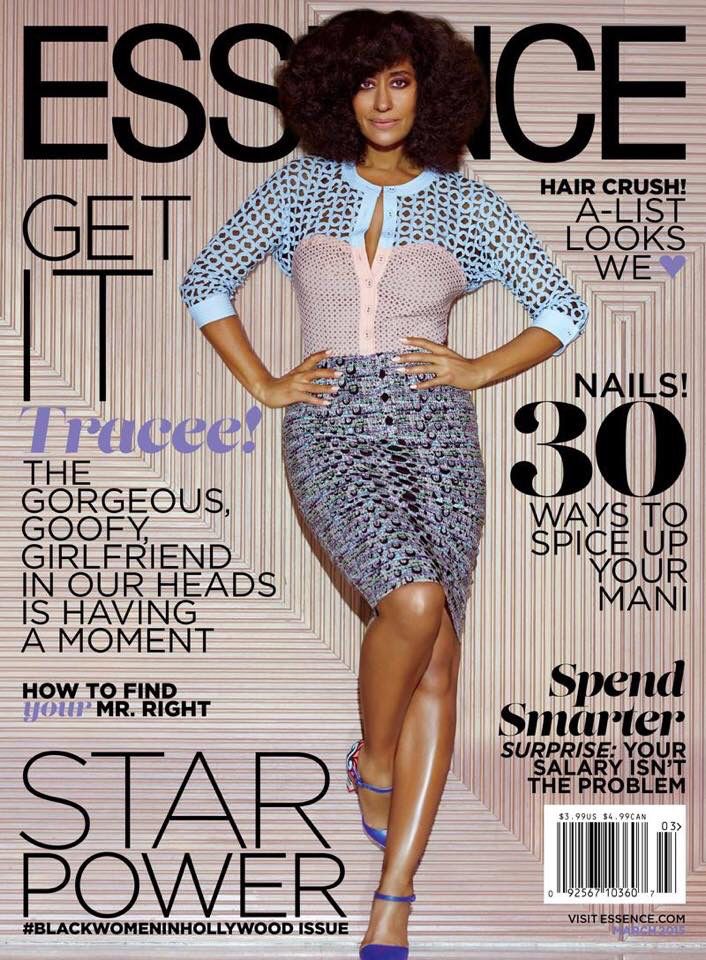 ESSENCE
GET
IT
Tracee!
THE
GORGEOUS,
GOOFY,
GIRLFRIEND
IN OUR HEADS
IS HAVING
A MOMENT
HOW TO FIND
your MR. RIGHT
STAR
POWER
#BLACKWOMENINHOLLYWOOD ISSUE
HAIR CRUSH!
A-LIST
LOOKS
WE 💜
NAILS!
30
WAYS TO
SPICE UP
YOUR
MANI
Spend
Smarter
SURPRISE: YOUR
SALARY ISN'T
THE PROBLEM
$3.99US $4.99CAN
03>
0 92567 10360 7
VISIT ESSENCE.COM
MARCH 2015